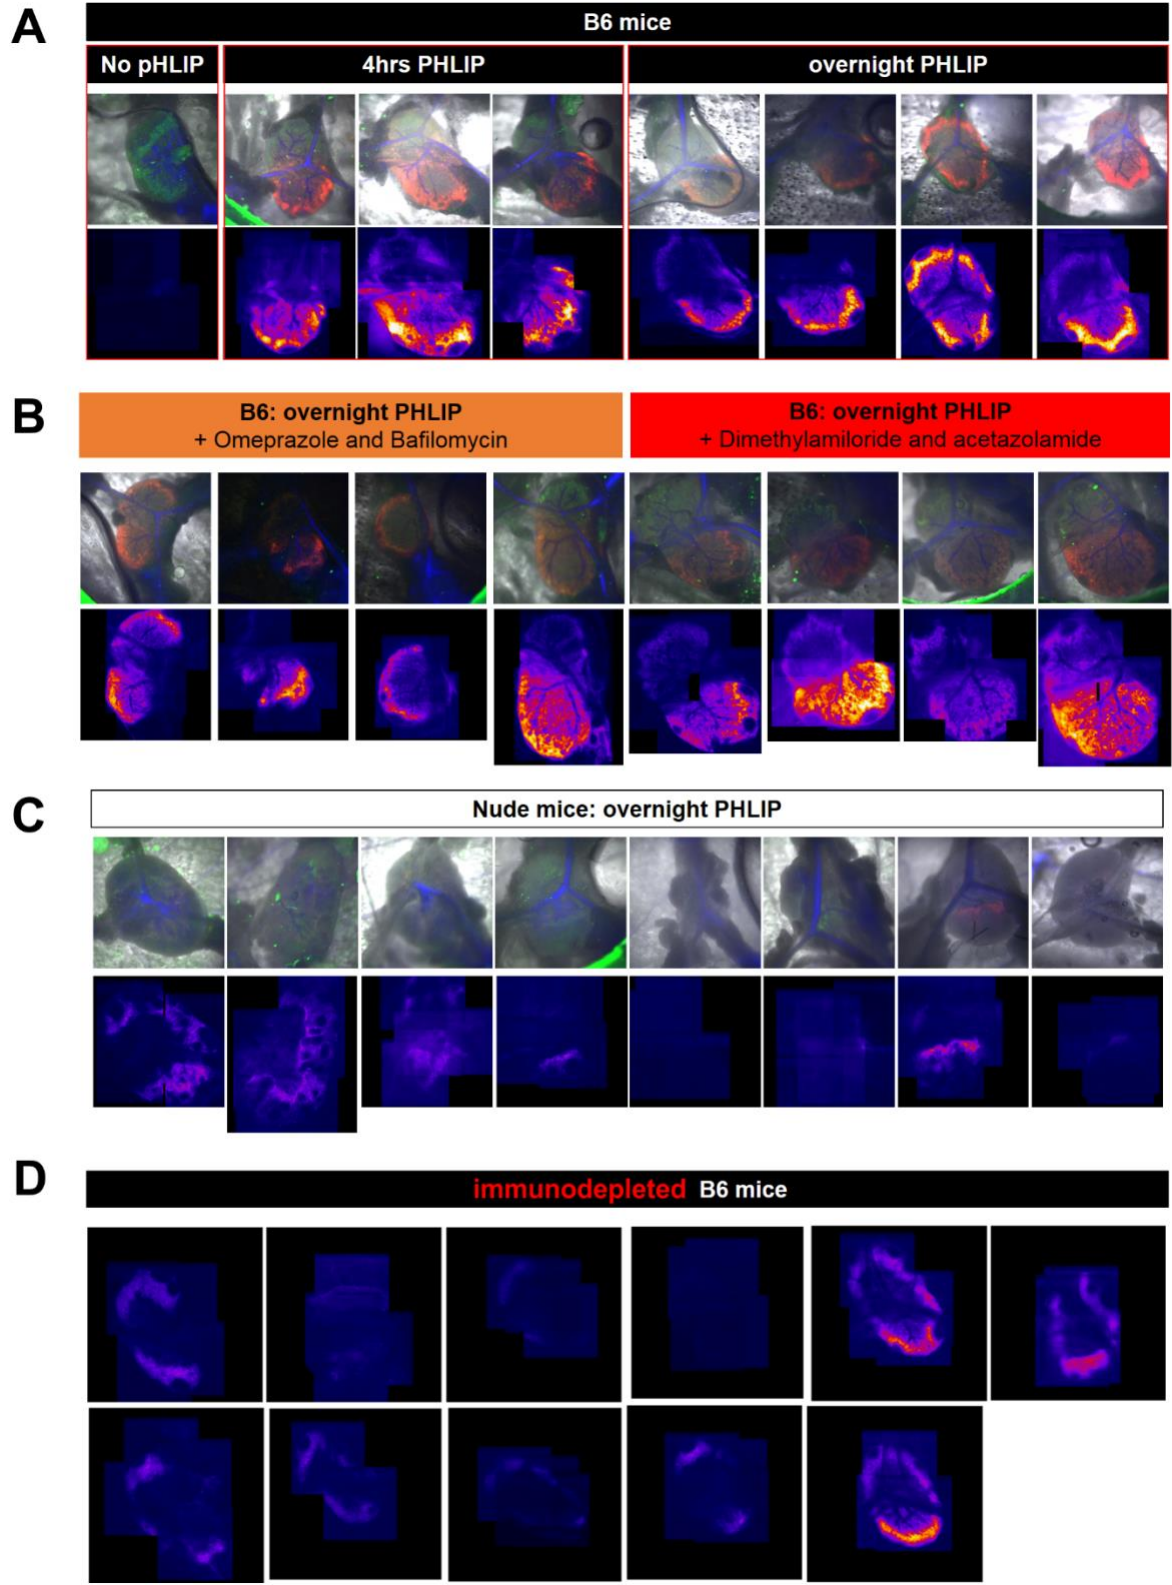 A
B6 mice
No pHLIP
4hrs PHLIP
overnight PHLIP
B
B6: overnight PHLIP
+ Omeprazole and Bafilomycin
B6: overnight PHLIP
+ Dimethylamiloride and acetazolamide
C
Nude mice: overnight PHLIP
D
immunodepleted B6 mice